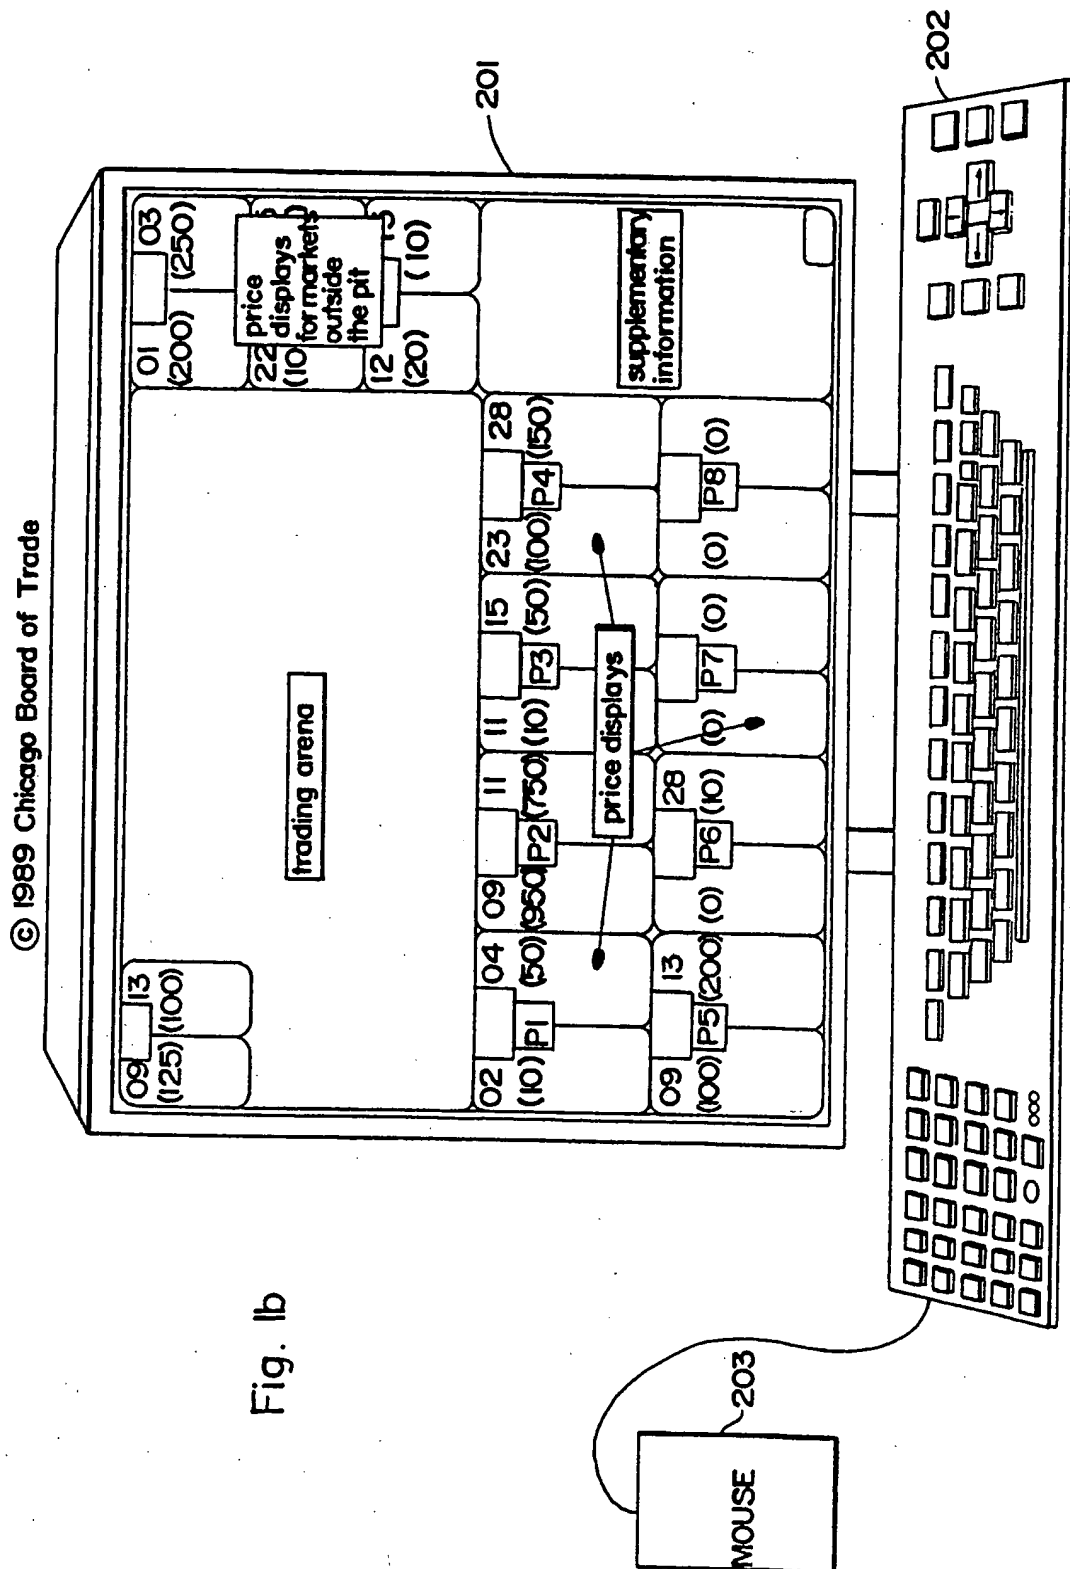 © 1989 Chicago Board of Trade
Fig. 1b
201
202
203
MOUSE
09 13
(125) (100)
trading arena
01 03
(200) (250)
22
(10
price
displays
for markets
outside
the pit
12 13
(20) (10)
supplementary
information
02 04
(10) P1 (50)
09 11
(950) P2 (750)
11 15
(10) P3 (50)
23 28
(100) P4 (150)
price displays
09 13
(100) P5 (200)
28
(0) P6 (10)
(0) P7 (0)
(0) P8 (0)